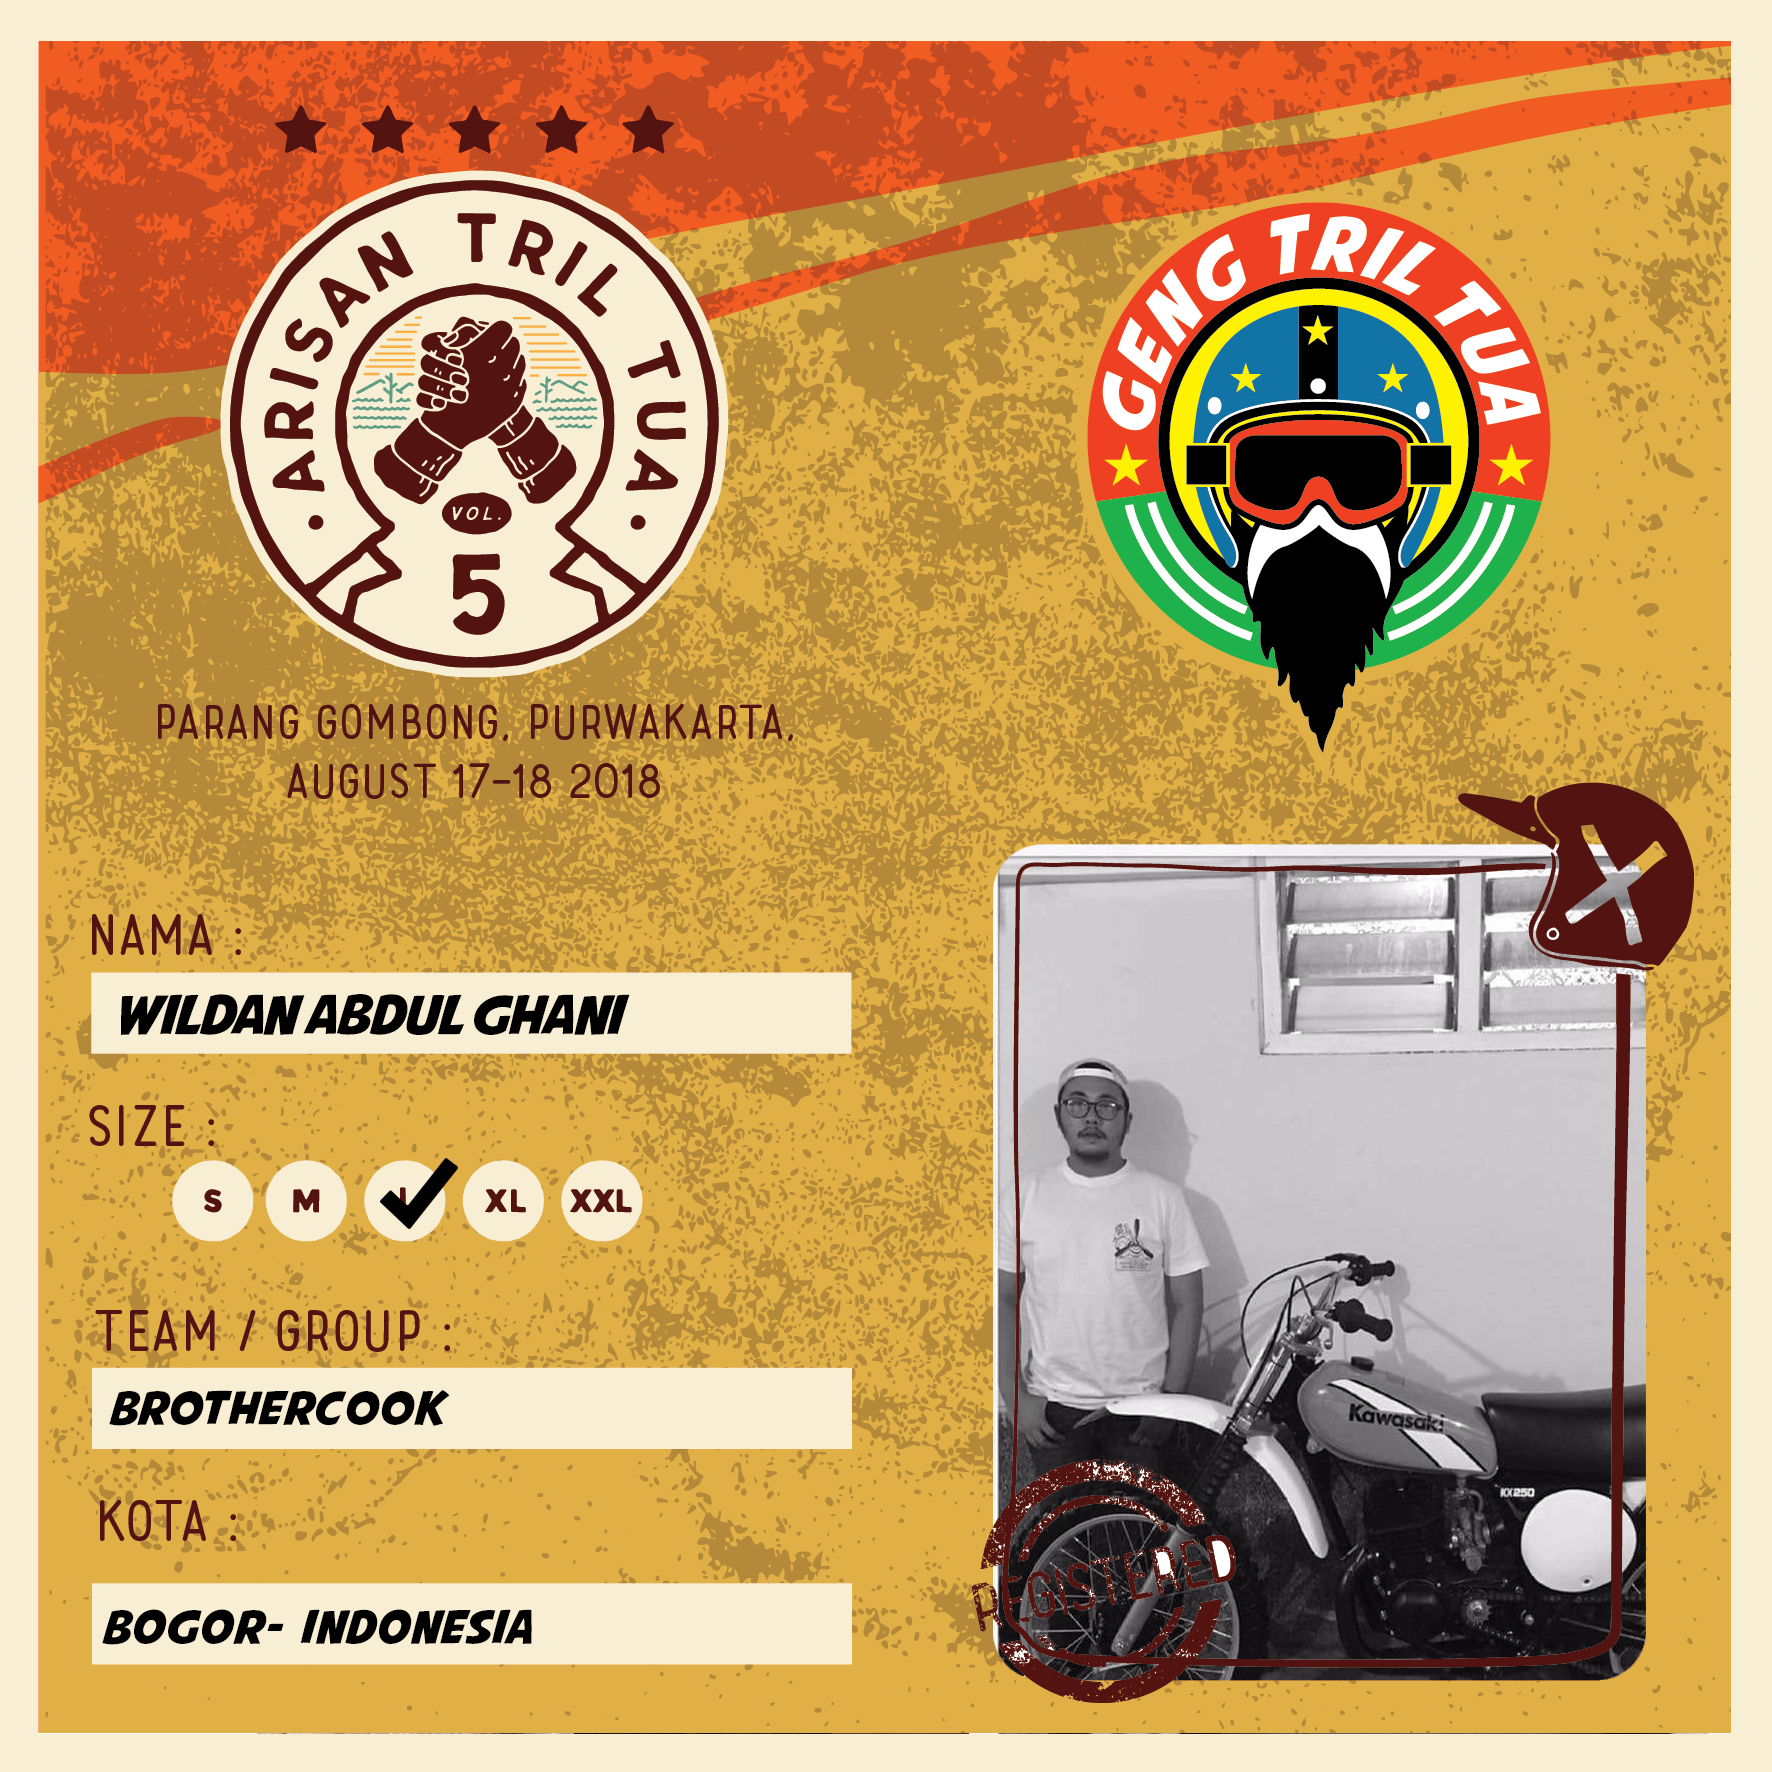 ARISAN TRIL TUA
VOL.
5
GENG TRIL TUA
PARANG GOMBONG, PURWAKARTA,
AUGUST 17-18 2018
NAMA :
WILDAN ABDUL GHANI
SIZE :
S M L XL XXL
TEAM / GROUP :
BROTHERCOOK
KOTA :
BOGOR- INDONESIA
Kawasaki
KX250
REGISTERED